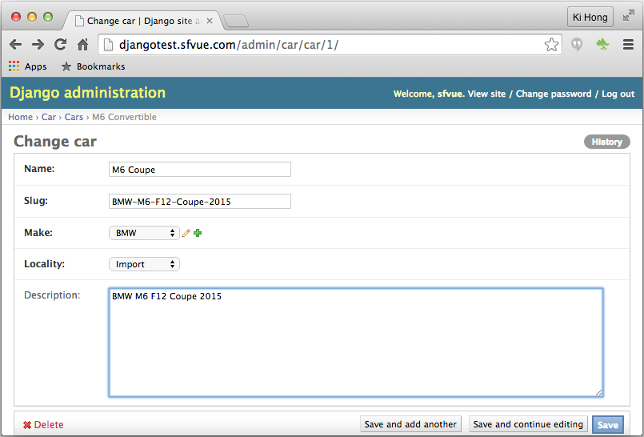 Change car | Django site a
Ki Hong
djangotest.sfvue.com/admin/car/car/1/
Apps Bookmarks
Django administration
Welcome, sfvue. View site / Change password / Log out
Home › Car › Cars › M6 Convertible
Change car
History
Name: M6 Coupe
Slug: BMW-M6-F12-Coupe-2015
Make: BMW
Locality: Import
Description: BMW M6 F12 Coupe 2015
Delete Save and add another Save and continue editing Save